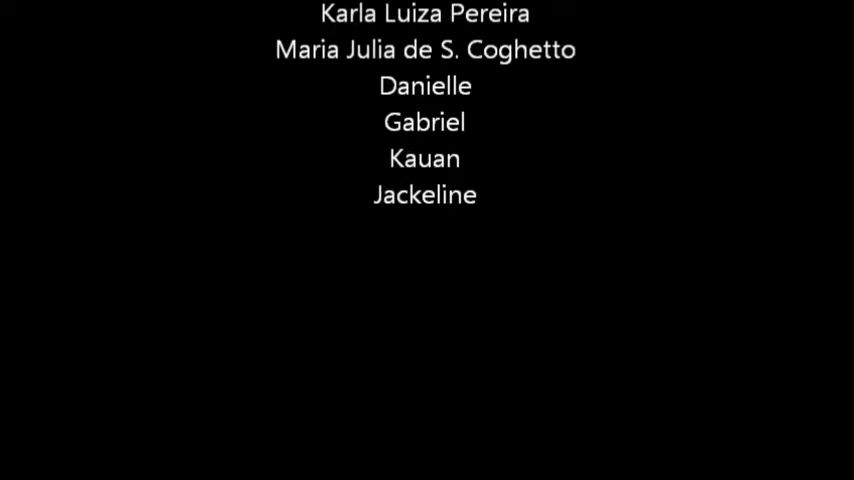 Karla Luiza Pereira
Maria Julia de S. Coghetto
Danielle
Gabriel
Kauan
Jackeline